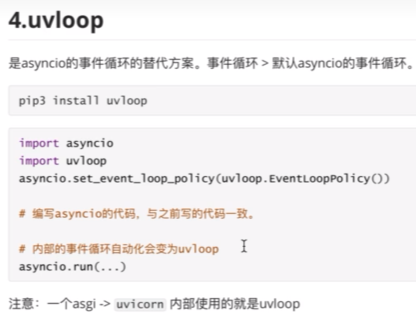 4.uvloop
是asyncio的事件循环的替代方案。事件循环 > 默认asyncio的事件循环。
pip3 install uvloop
import asyncio
import uvloop
asyncio.set_event_loop_policy(uvloop.EventLoopPolicy())
# 编写asyncio的代码，与之前写的代码一致。
# 内部的事件循环自动化会变为uvloop
asyncio.run(...)
注意：一个asgi -> uvicorn 内部使用的就是uvloop